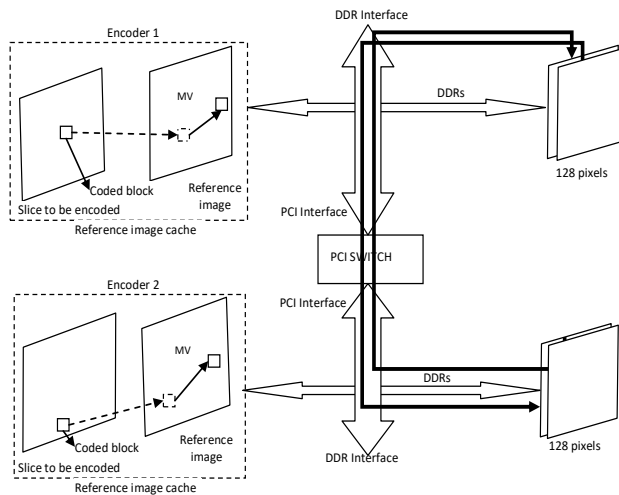 DDR Interface
Encoder 1
MV
DDRs
Coded block
Reference
image
Slice to be encoded
Reference image cache
128 pixels
PCI Interface
PCI SWITCH
PCI Interface
Encoder 2
MV
DDRs
Coded block
Reference
image
Slice to be encoded
Reference image cache
128 pixels
DDR Interface